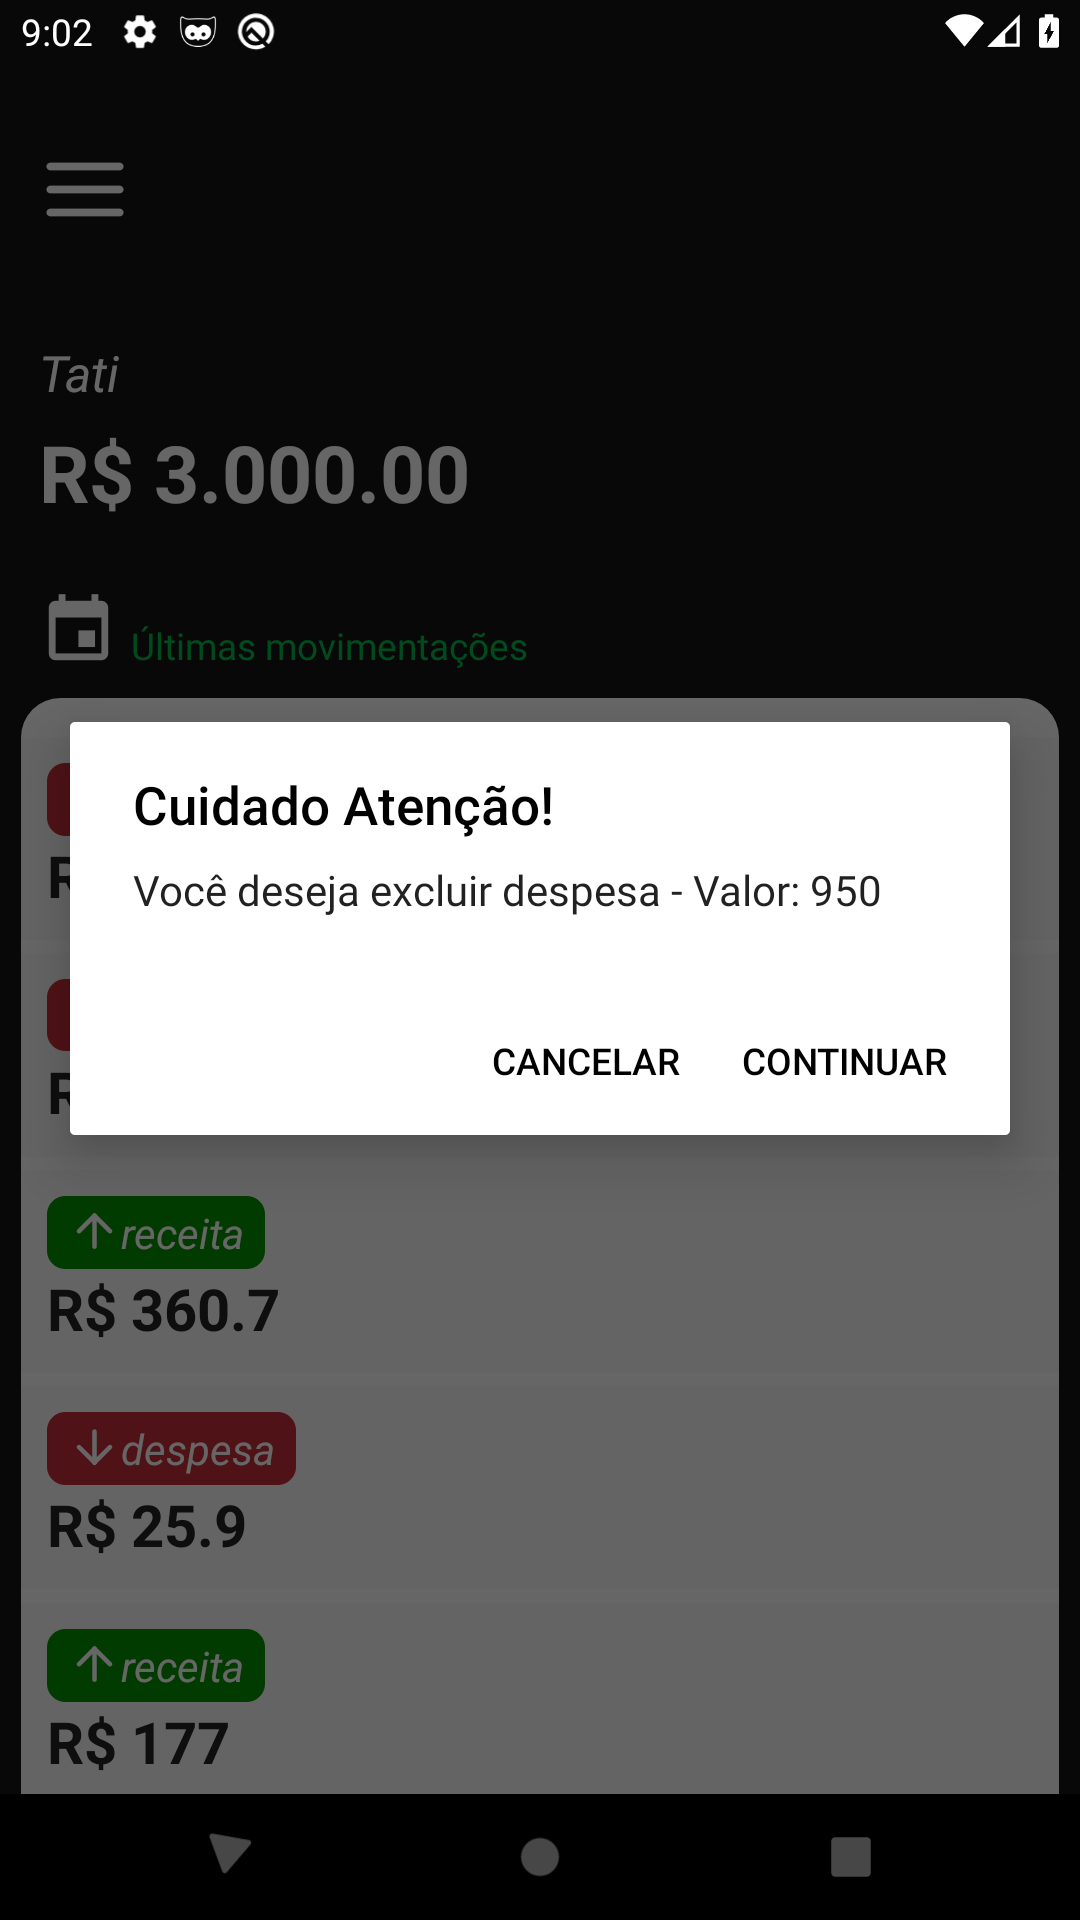 9:02
Tati
R$ 3.000.00
Últimas movimentações
Cuidado Atenção!
Você deseja excluir despesa - Valor: 950
CANCELAR CONTINUAR
receita
R$ 360.7
despesa
R$ 25.9
receita
R$ 177